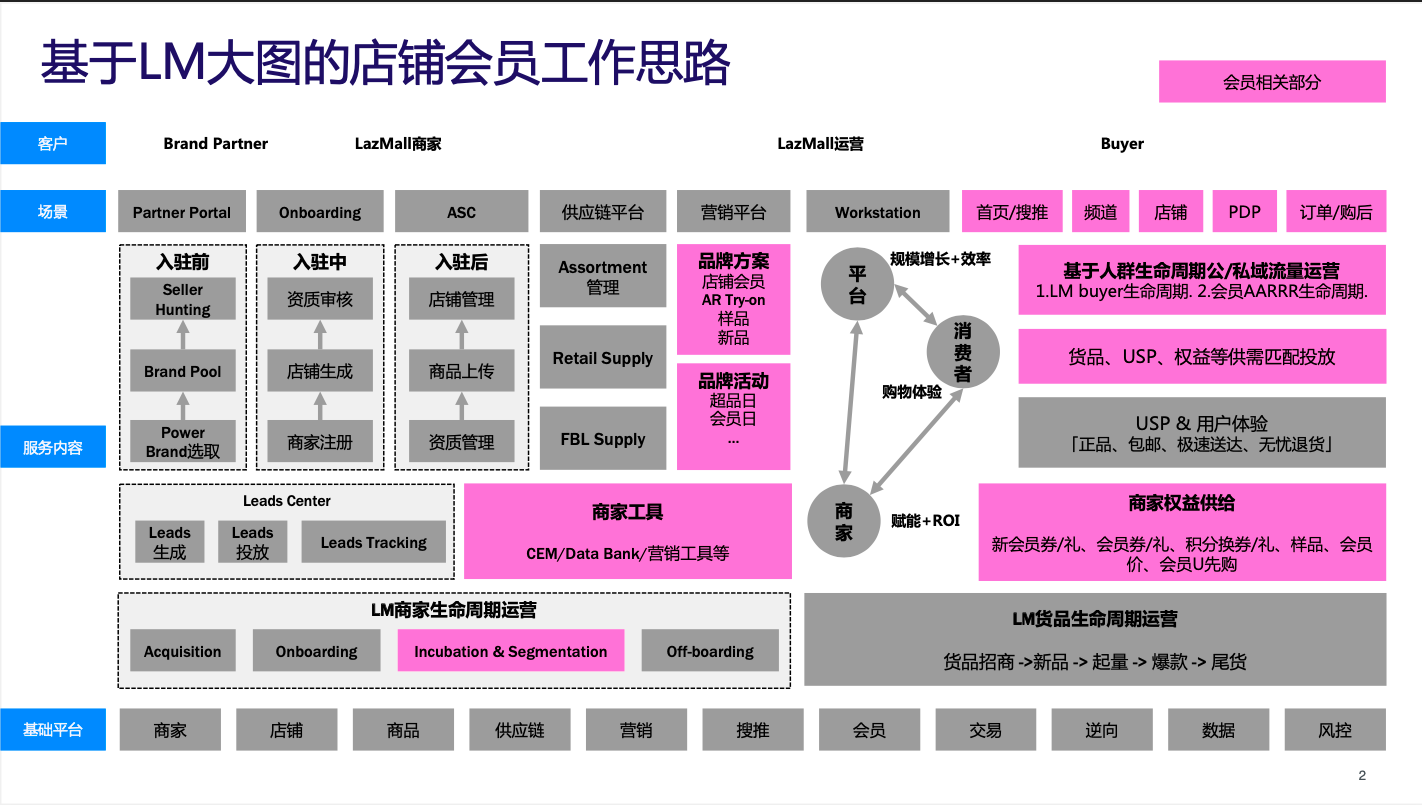 基于LM大图的店铺会员工作思路
会员相关部分
客户
Brand Partner
LazMall商家
LazMall运营
Buyer
场景
Partner Portal
Onboarding
ASC
供应链平台
营销平台
Workstation
首页/搜推
频道
店铺
PDP
订单/购后
服务内容
入驻前
Seller
Hunting
Brand Pool
Power
Brand选取
入驻中
资质审核
店铺生成
商家注册
入驻后
店铺管理
商品上传
资质管理
Assortment
管理
Retail Supply
FBL Supply
品牌方案
店铺会员
AR Try-on
样品
新品
品牌活动
超品日
会员日
...
平
台
规模增长+效率
消
费
者
购物体验
商
家
赋能+ROI
基于人群生命周期公/私域流量运营
1.LM buyer生命周期. 2.会员AARRR生命周期.
货品、USP、权益等供需匹配投放
USP & 用户体验
「正品、包邮、极速送达、无忧退货」
Leads Center
Leads
生成
Leads
投放
Leads Tracking
商家工具
CEM/Data Bank/营销工具等
商家权益供给
新会员券/礼、会员券/礼、积分换券/礼、样品、会员
价、会员U先购
LM商家生命周期运营
Acquisition
Onboarding
Incubation & Segmentation
Off-boarding
LM货品生命周期运营
货品招商 ->新品 -> 起量 -> 爆款 -> 尾货
基础平台
商家
店铺
商品
供应链
营销
搜推
会员
交易
逆向
数据
风控
2